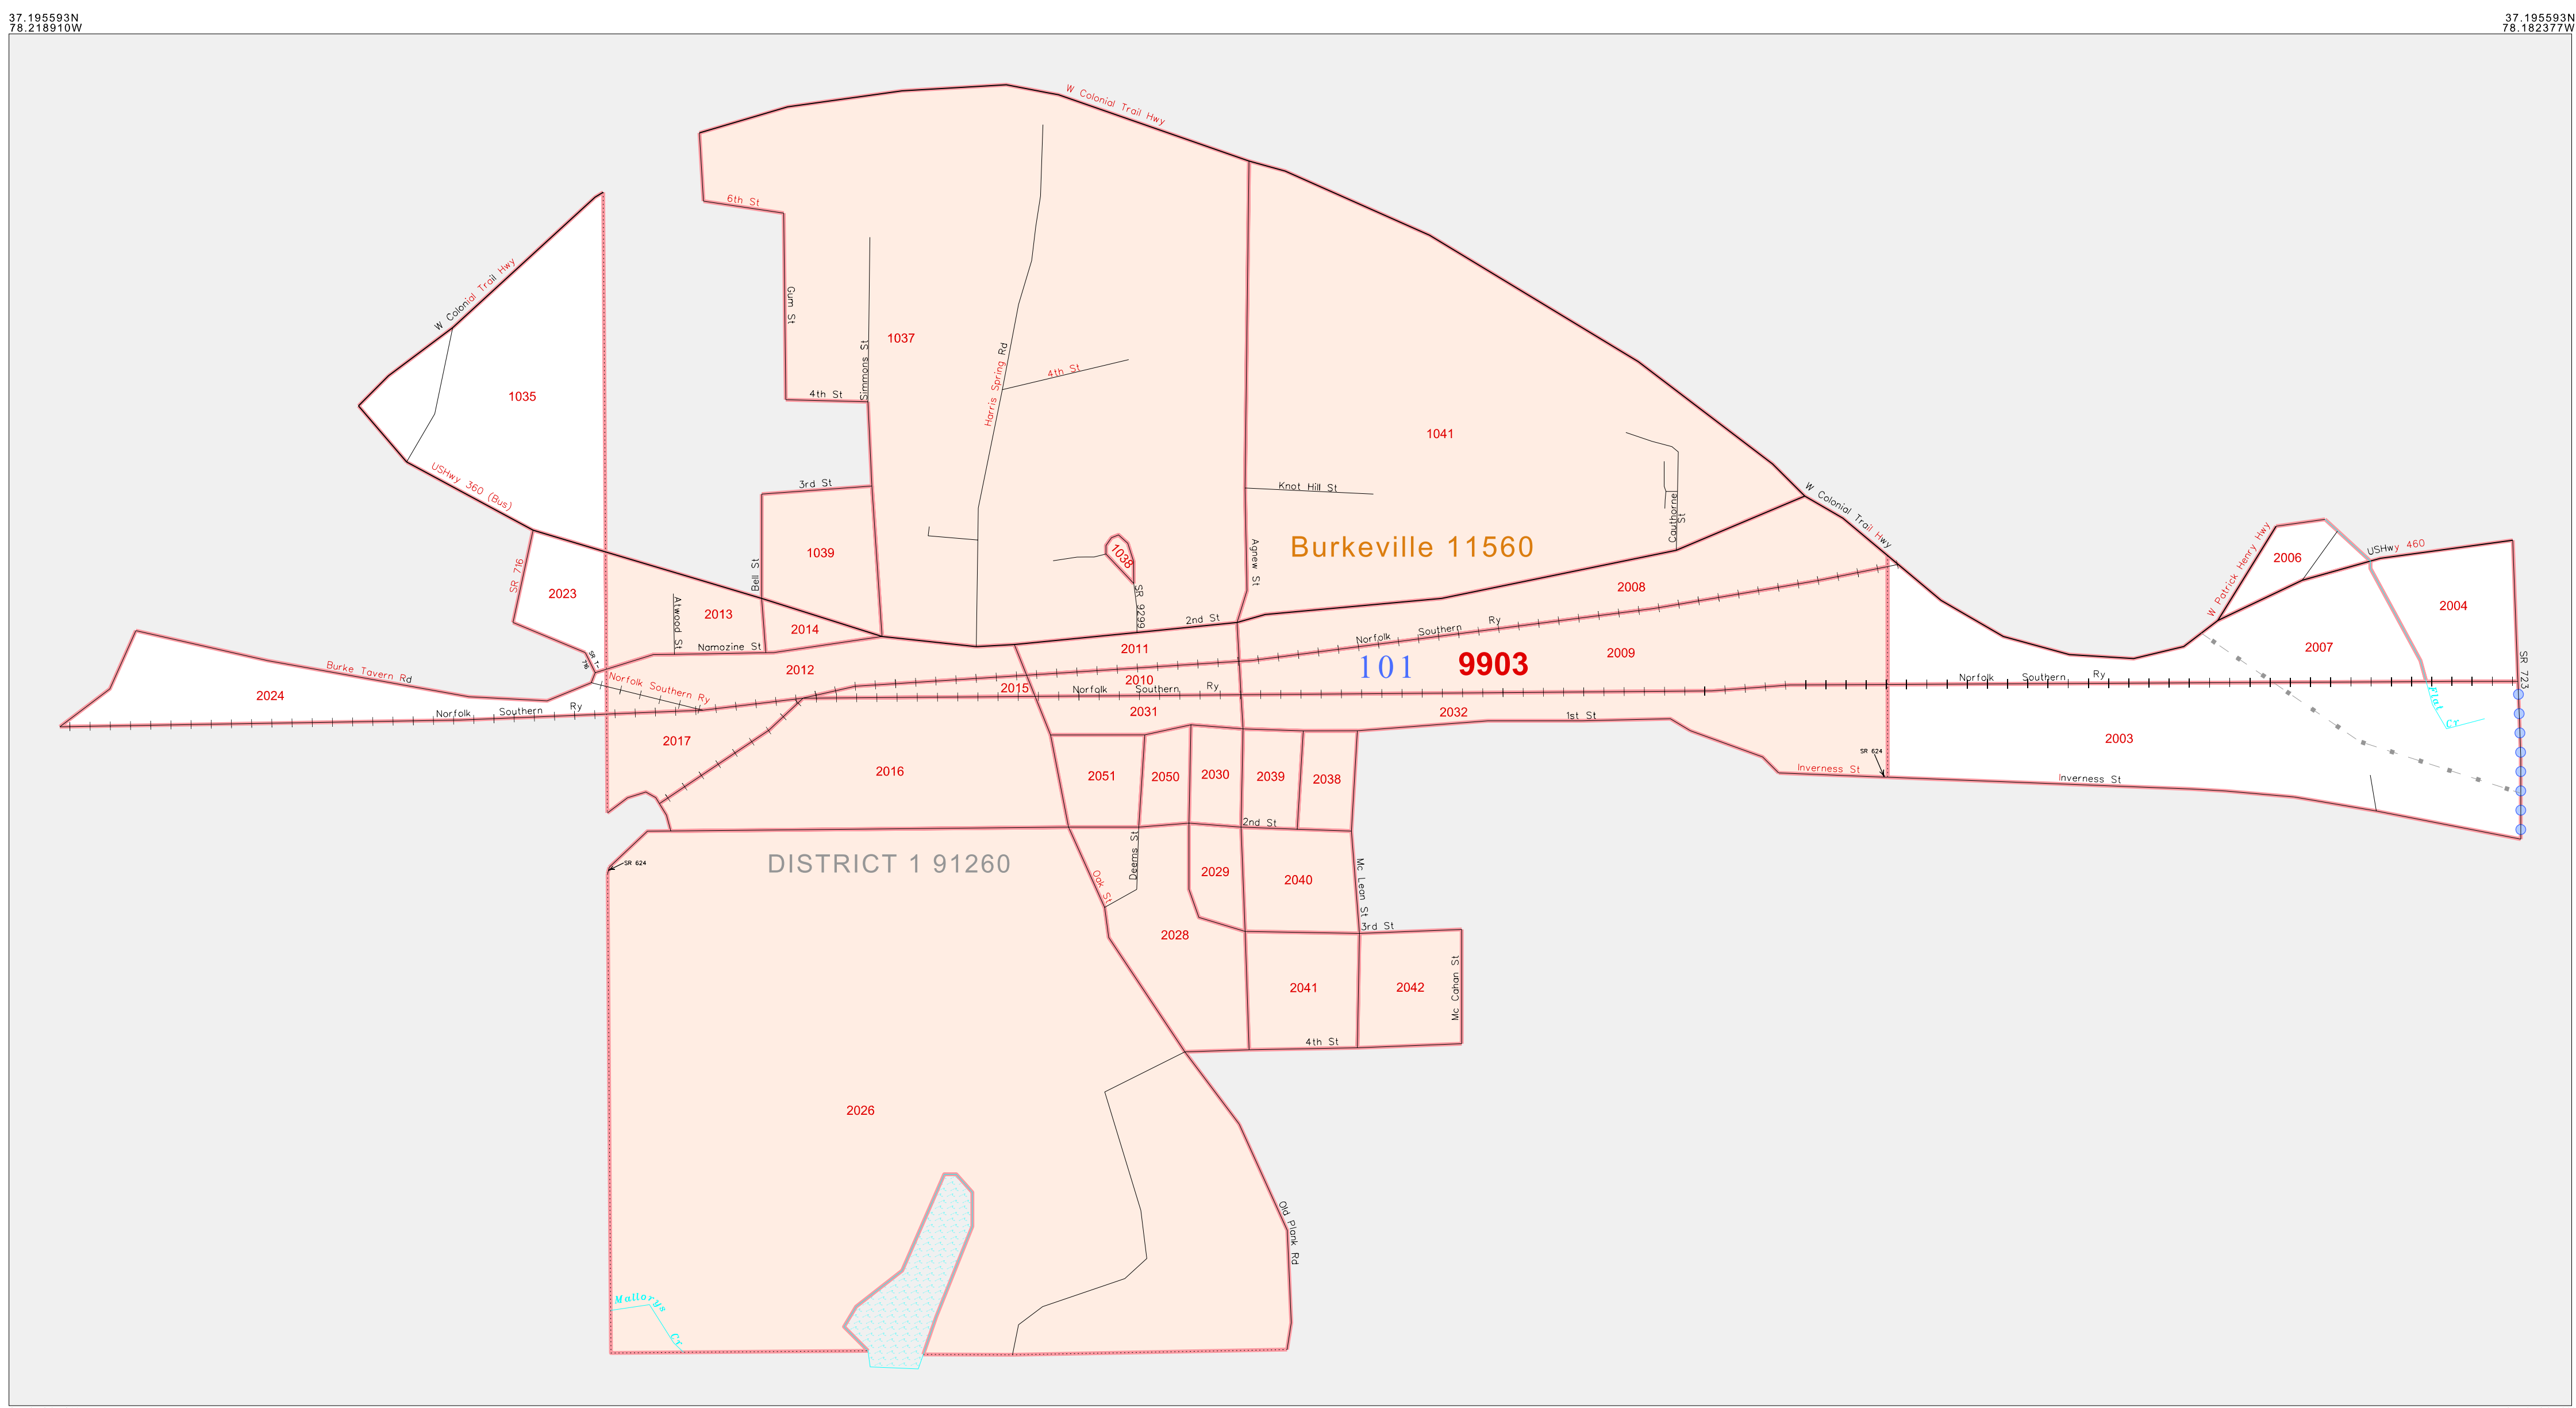 37.195593N
78.218910W
37.195593N
78.182377W
W Colonial Trail Hwy
6th St
W Colonial Trail Hwy
Gum St
1037
Simmons St
Harris Spring Rd
4th St
4th St
1035
1041
USHwy 360 (Bus)
3rd St
Knot Hill St
Cauthorne
St
W Colonial Trail Hwy
Burkeville 11560
1039
1038
Agnew St
Bell St
SR 716
2023
Atwood St
2013
2014
SR 9299
2nd St
2008
W Patrick Henry Hwy
2006
USHwy 460
2004
Namozine St
2011
Norfolk Southern Ry
2007
SR T-
716
2012
101
9903
2009
SR 723
Burke Tavern Rd
2024
Norfolk Southern Ry
2015
2010
Norfolk Southern Ry
Norfolk Southern Ry
Flat Cr
Norfolk Southern Ry
2031
2032
1st St
2017
2003
SR 624
Inverness St
Inverness St
2016
2051
2050
2030
2039
2038
2nd St
DISTRICT 1 91260
SR 624
Deems St
Oak St
2029
2040
Mc Lean St
3rd St
2028
2041
2042
Mc Cahan St
4th St
2026
Old Plank Rd
Mallorys Cr